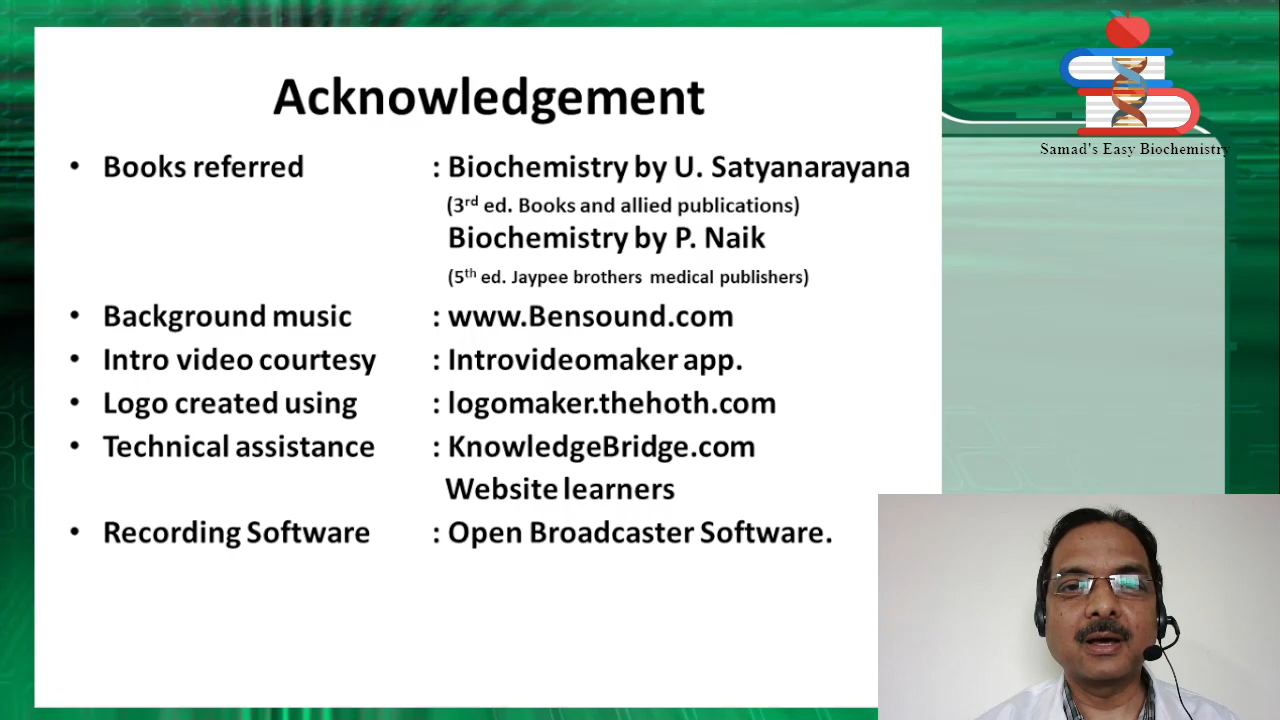 Acknowledgement
• Books referred : Biochemistry by U. Satyanarayana
(3rd ed. Books and allied publications)
Biochemistry by P. Naik
(5th ed. Jaypee brothers medical publishers)
• Background music : www.Bensound.com
• Intro video courtesy : Introvideomaker app.
• Logo created using : logomaker.thehoth.com
• Technical assistance : KnowledgeBridge.com
Website learners
• Recording Software : Open Broadcaster Software.
Samad's Easy Biochemistry